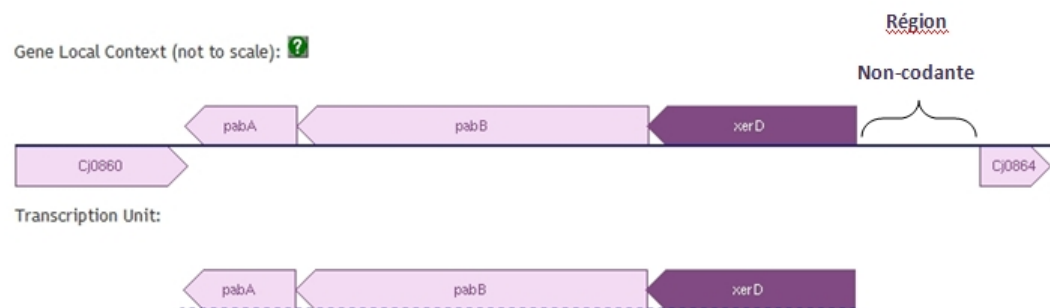 Région
Gene Local Context (not to scale): ?
Non-codante
pabA pabB xerD
Cj0860 Cj0864
Transcription Unit:
pabA pabB xerD